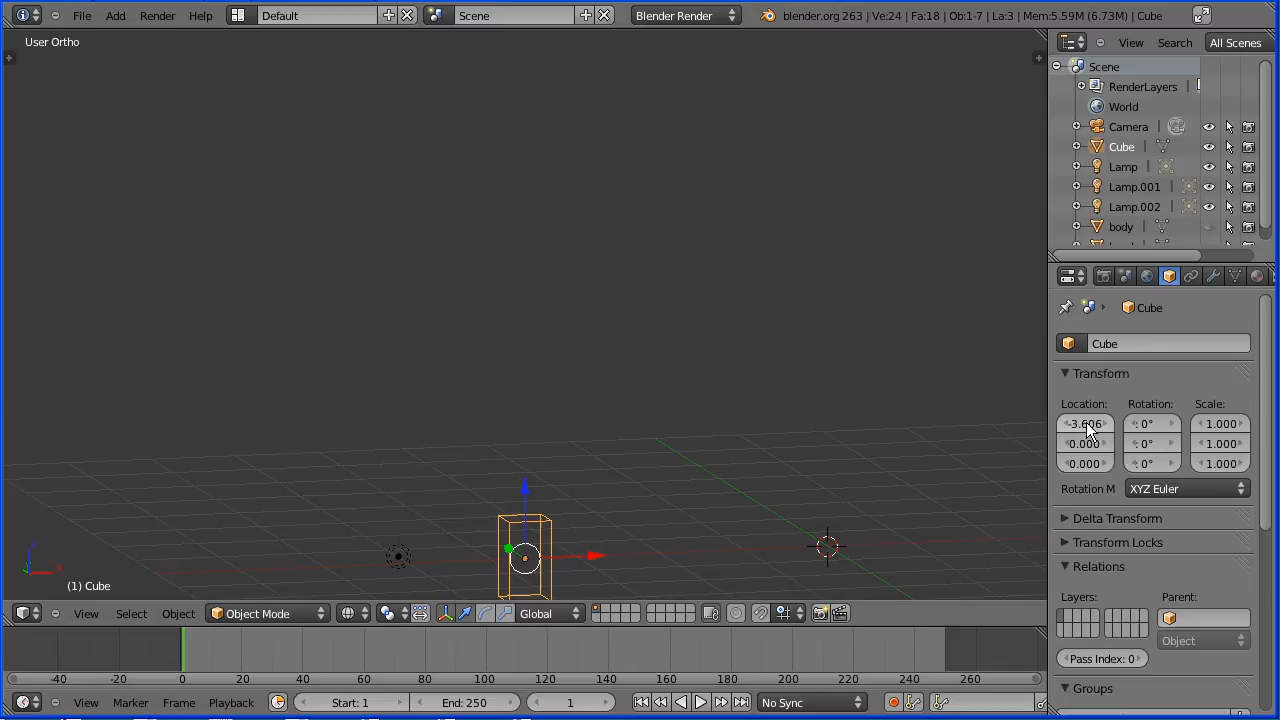 File Add Render Help Default Scene Blender Render blender.org 263 | Ve:24 | Fa:18 | Ob:1-7 | La:3 | Mem:5.59M (6.73M) | Cube
User Ortho
View Search All Scenes
Scene
RenderLayers |
World
Camera |
Cube |
Lamp |
Lamp.001 |
Lamp.002 |
body |
Cube
Cube
Transform
Location: Rotation: Scale:
-3.606 : 0° 1.000
0.000 : 0° 1.000
0.000 : 0° 1.000
Rotation M XYZ Euler
Delta Transform
Transform Locks
Relations
Layers: Parent:
Object
Pass Index: 0
Groups
(1) Cube
View Select Object Object Mode Global
-40 -20 0 20 40 60 80 100 120 140 160 180 200 220 240 260
View Marker Frame Playback Start: 1 End: 250 1 No Sync